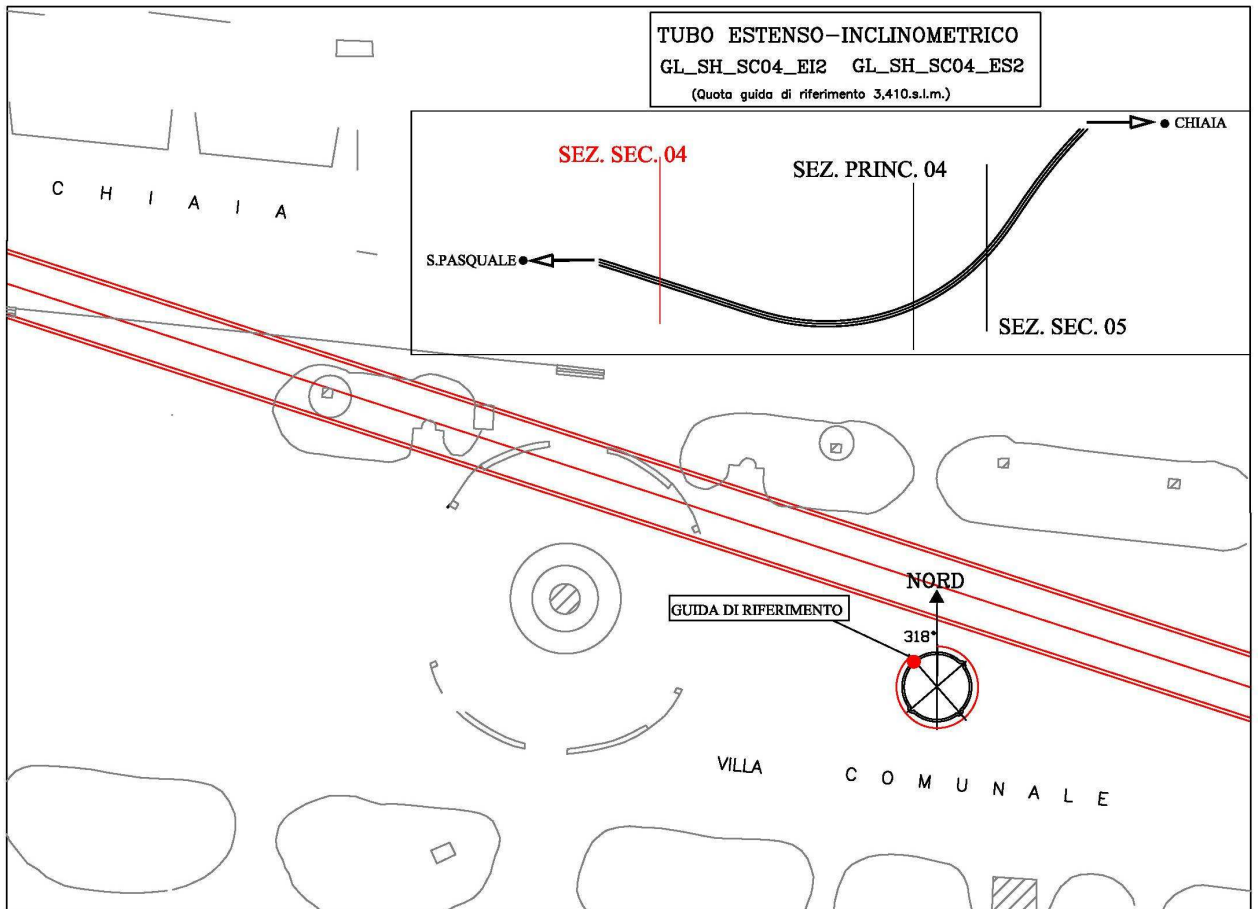 TUBO ESTENSO-INCLINOMETRICO
GL_SH_SC04_EI2 GL_SH_SC04_ES2
(Quota guida di riferimento 3,410.s.l.m.)
CHIAIA
SEZ. SEC. 04
SEZ. PRINC. 04
S.PASQUALE
SEZ. SEC. 05
C H I A I A
NORD
GUIDA DI RIFERIMENTO
318°
VILLA C O M U N A L E